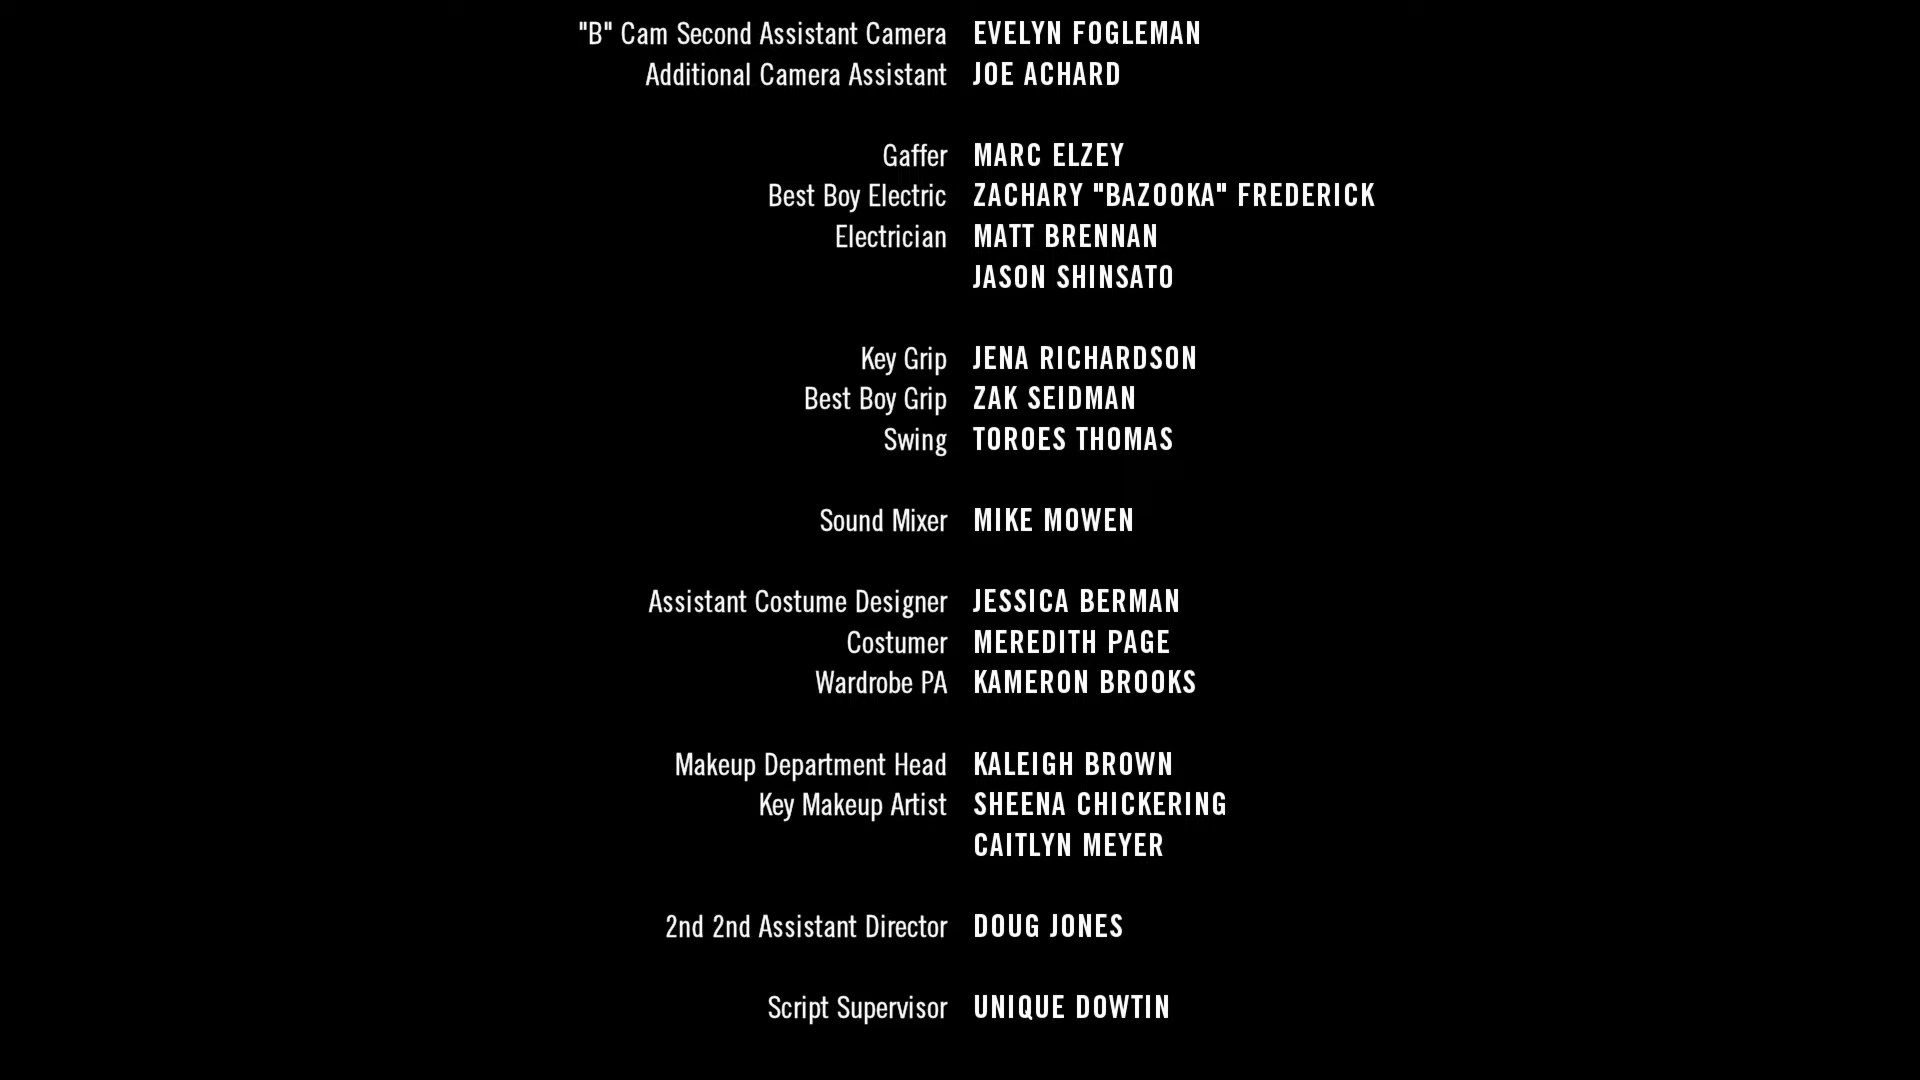 "B" Cam Second Assistant Camera EVELYN FOGLEMAN
Additional Camera Assistant JOE ACHARD
Gaffer MARC ELZEY
Best Boy Electric ZACHARY "BAZOOKA" FREDERICK
Electrician MATT BRENNAN
JASON SHINSATO
Key Grip JENA RICHARDSON
Best Boy Grip ZAK SEIDMAN
Swing TOROES THOMAS
Sound Mixer MIKE MOWEN
Assistant Costume Designer JESSICA BERMAN
Costumer MEREDITH PAGE
Wardrobe PA KAMERON BROOKS
Makeup Department Head KALEIGH BROWN
Key Makeup Artist SHEENA CHICKERING
CAITLYN MEYER
2nd 2nd Assistant Director DOUG JONES
Script Supervisor UNIQUE DOWTIN